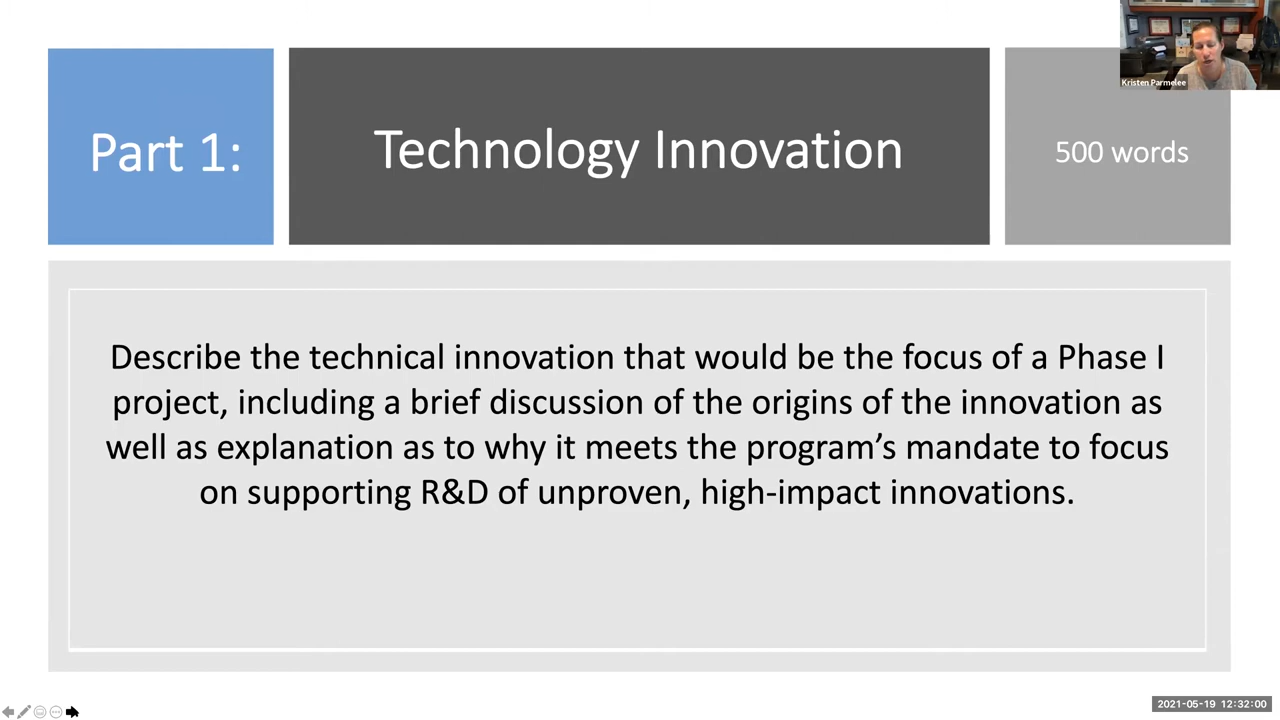 Part 1:
Technology Innovation
500 words
Kristen Parmelee
Describe the technical innovation that would be the focus of a Phase I
project, including a brief discussion of the origins of the innovation as
well as explanation as to why it meets the program’s mandate to focus
on supporting R&D of unproven, high-impact innovations.
2021-05-19 12:32:00